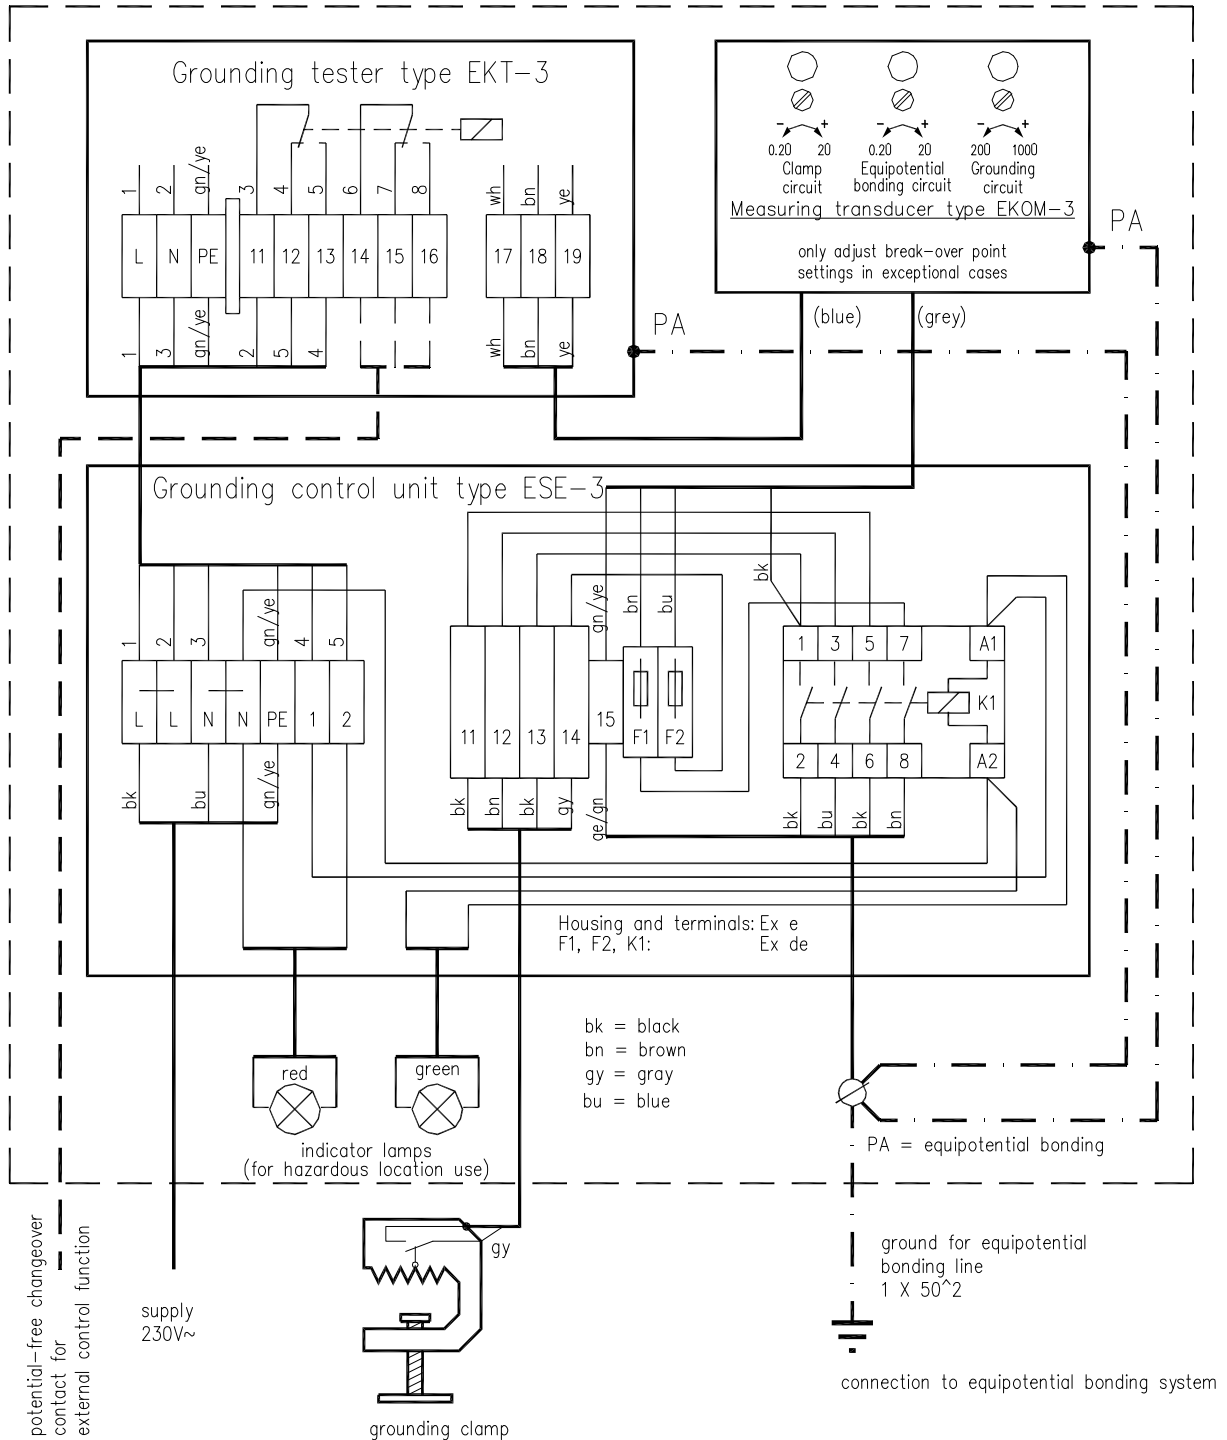 Grounding tester type EKT-3
1 2 gn/ye 3 4 5 6 7 8 wh bn ye
L N PE 11 12 13 14 15 16 17 18 19
1 3 gn/ye 2 5 4 wh bn ye
PA
- + - + - +
0.20 20 0.20 20 200 1000
Clamp circuit
Equipotential bonding circuit
Grounding circuit
Measuring transducer type EKOM-3
only adjust break-over point
settings in exceptional cases
PA
(blue) (grey)
Grounding control unit type ESE-3
1 2 3 gn/ye 4 5
L L N N PE 1 2
bk bu gn/ye
gn/ye bn bu bk
11 12 13 14 15 F1 F2
bk bn bk gy ge/gn
1 3 5 7 A1
K1
2 4 6 8 A2
bk bu bk bn
Housing and terminals: Ex e
F1, F2, K1: Ex de
red green
indicator lamps
(for hazardous location use)
bk = black
bn = brown
gy = gray
bu = blue
PA = equipotential bonding
potential-free changeover
contact for
external control function
supply
230V~
gy
grounding clamp
ground for equipotential
bonding line
1 X 50^2
connection to equipotential bonding system